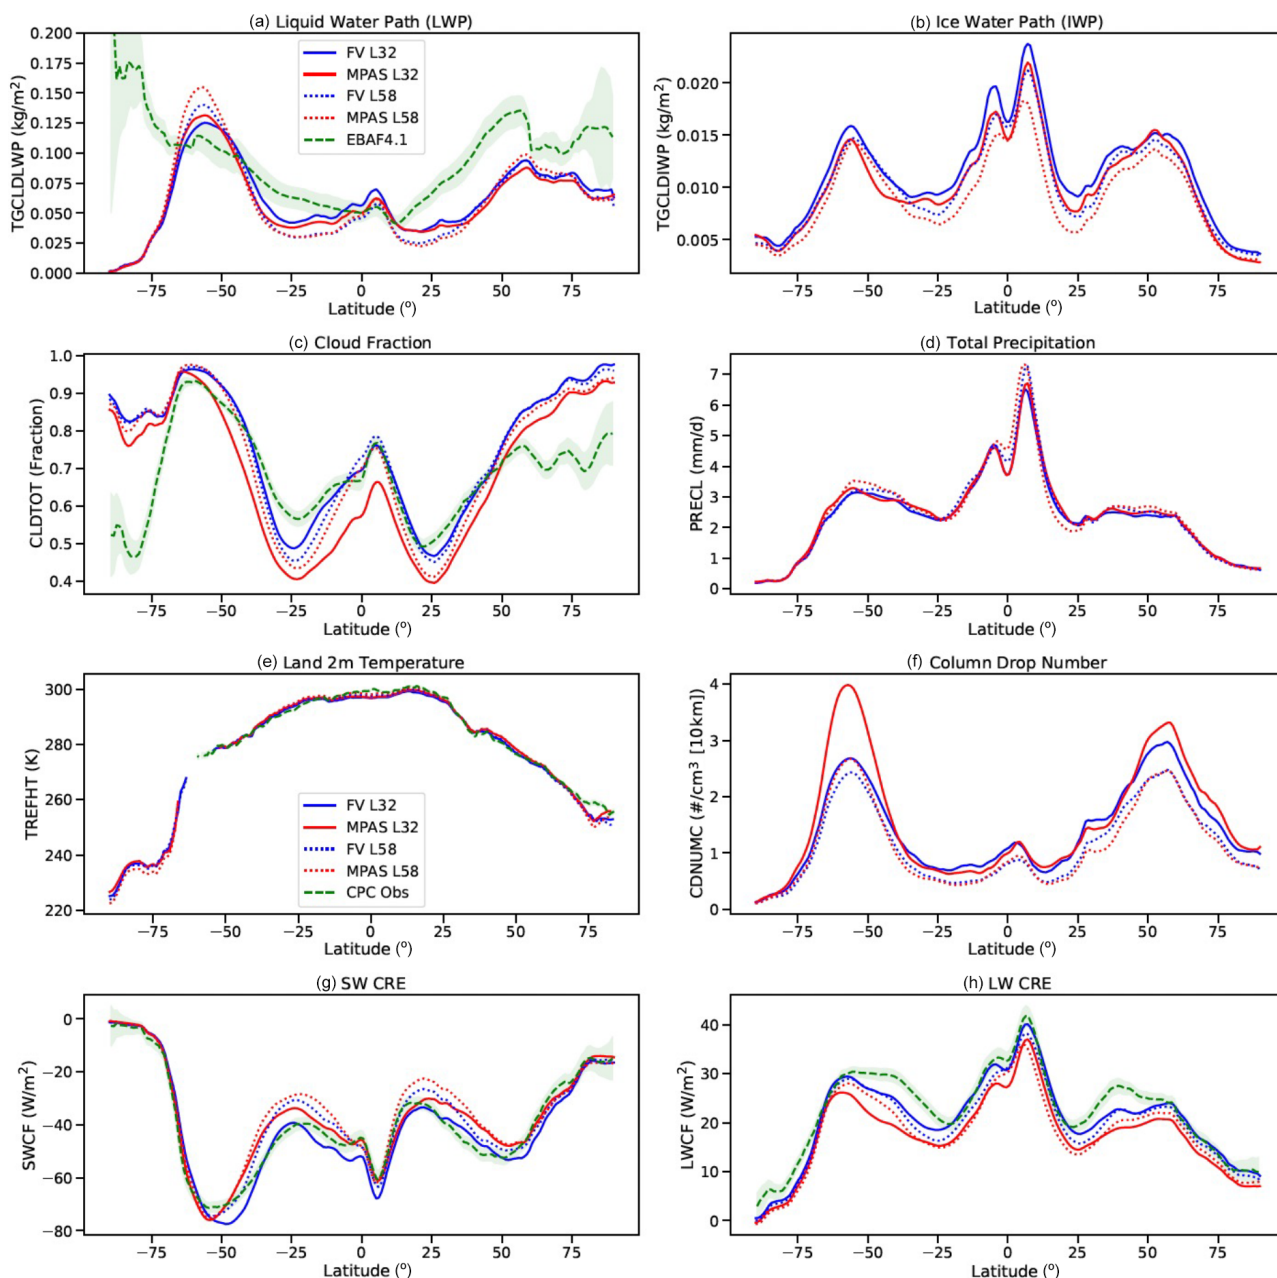 (a) Liquid Water Path (LWP)
TGCLDLWP (kg/m²)
0.200
0.175
0.150
0.125
0.100
0.075
0.050
0.025
0.000
FV L32
MPAS L32
FV L58
MPAS L58
EBAF4.1
−75 −50 −25 0 25 50 75
Latitude (º)
(b) Ice Water Path (IWP)
TGCLDIWP (kg/m²)
0.020
0.015
0.010
0.005
−75 −50 −25 0 25 50 75
Latitude (º)
(c) Cloud Fraction
CLDTOT (Fraction)
1.0
0.9
0.8
0.7
0.6
0.5
0.4
−75 −50 −25 0 25 50 75
Latitude (º)
(d) Total Precipitation
PRECL (mm/d)
7
6
5
4
3
2
1
0
−75 −50 −25 0 25 50 75
Latitude (º)
(e) Land 2m Temperature
TREFHT (K)
300
280
260
240
220
FV L32
MPAS L32
FV L58
MPAS L58
CPC Obs
−75 −50 −25 0 25 50 75
Latitude (º)
(f) Column Drop Number
CDNUMC (#/cm³ [10km])
4
3
2
1
0
−75 −50 −25 0 25 50 75
Latitude (º)
(g) SW CRE
SWCF (W/m²)
0
−20
−40
−60
−80
−75 −50 −25 0 25 50 75
Latitude (º)
(h) LW CRE
LWCF (W/m²)
40
30
20
10
0
−75 −50 −25 0 25 50 75
Latitude (º)